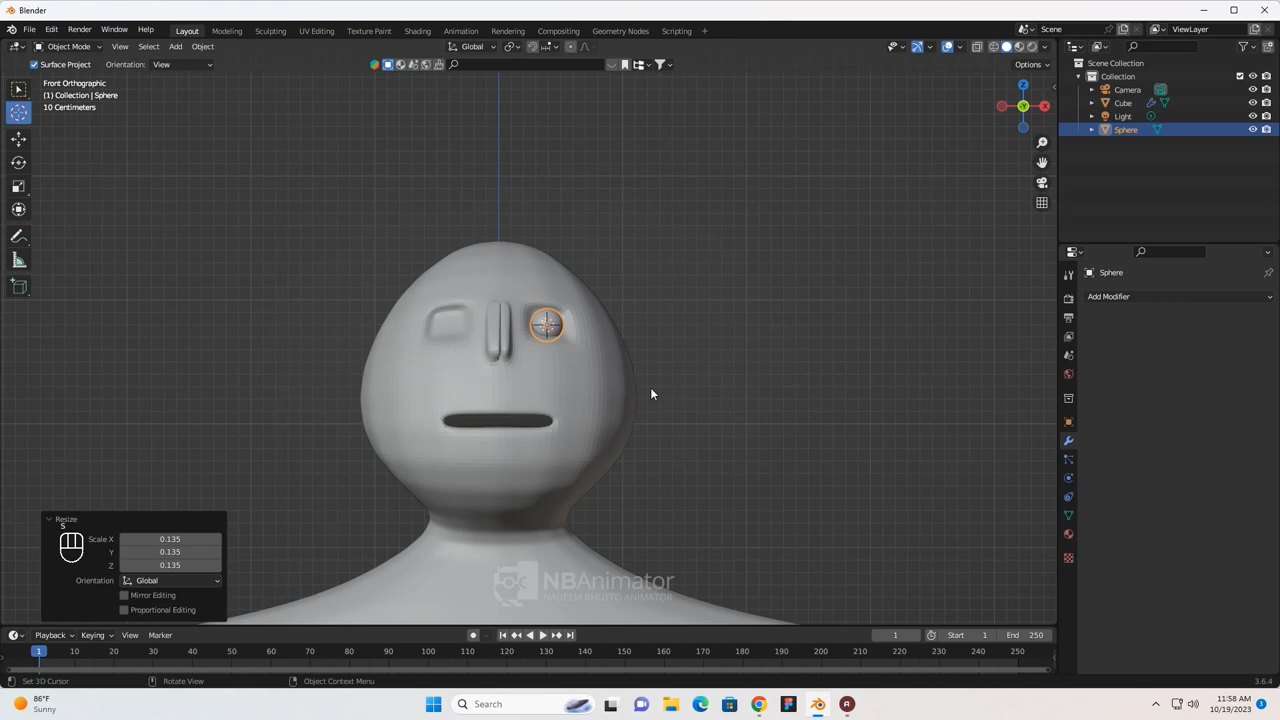 Blender
File Edit Render Window Help
Layout Modeling Sculpting UV Editing Texture Paint Shading Animation Rendering Compositing Geometry Nodes Scripting +
Scene
ViewLayer
Object Mode View Select Add Object
Global
Surface Project Orientation: View
Options
Front Orthographic
(1) Collection | Sphere
10 Centimeters
Z
X
-Y
Scene Collection
Collection
Camera
Cube
Light
Sphere
Sphere
Add Modifier
Resize
S
Scale X 0.135
Y 0.135
Z 0.135
Orientation Global
Mirror Editing
Proportional Editing
NBAnimator
NADEEM BHUTTO ANIMATOR
Playback Keying View Marker
1 Start 1 End 250
1 10 20 30 40 50 60 70 80 90 100 110 120 130 140 150 160 170 180 190 200 210 220 230 240 250
Set 3D Cursor Rotate View Object Context Menu 3.6.4
86°F
Sunny
Search
11:58 AM
10/19/2023
3